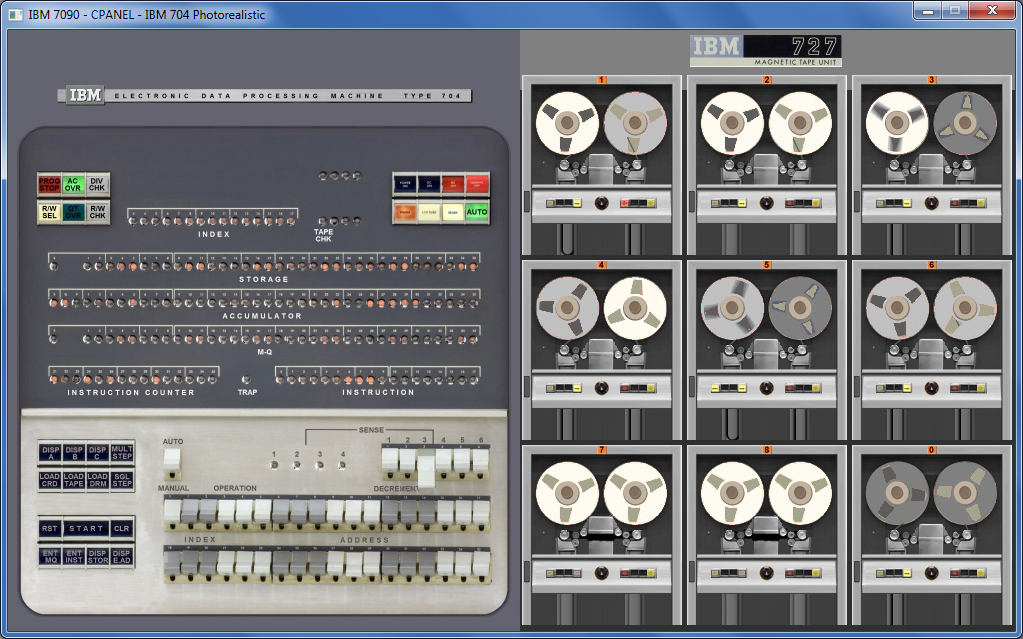 IBM 7090 - CPANEL - IBM 704 Photorealistic
IBM 727
MAGNETIC TAPE UNIT
IBM ELECTRONIC DATA PROCESSING MACHINE TYPE 704
PROG STOP AC OVR DIV CHK
R/W SEL QT OVR R/W CHK
AUTO
INDEX
TAPE CHK
STORAGE
ACCUMULATOR
M-Q
INSTRUCTION COUNTER TRAP INSTRUCTION
DISP A DISP B DISP C MULT STEP
LOAD CRD LOAD TAPE LOAD DRM SGL STEP
RST START CLR
ENT MQ ENT INST DISP STOR DISP E.AD
AUTO
SENSE
1 2 3 4
1 2 3 4 5 6
MANUAL OPERATION DECREMENT
INDEX ADDRESS
1 2 3
4 5 6
7 8 0